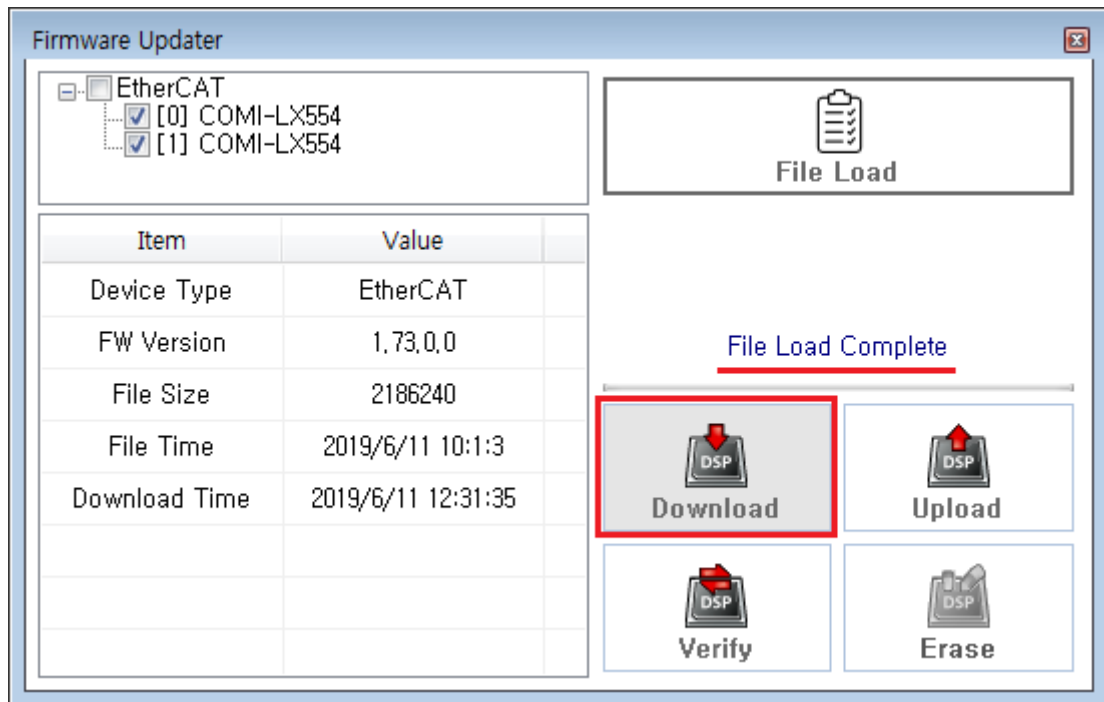 Firmware Updater
EtherCAT
[0] COMI-LX554
[1] COMI-LX554
File Load
Item Value
Device Type EtherCAT
FW Version 1,73,0,0
File Size 2186240
File Time 2019/6/11 10:1:3
Download Time 2019/6/11 12:31:35
File Load Complete
DSP
Download
DSP
Upload
DSP
Verify
DSP
Erase